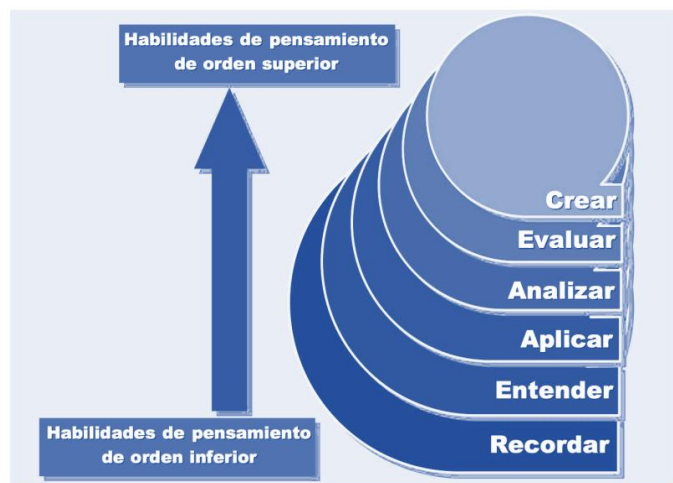 Habilidades de pensamiento
de orden superior
Crear
Evaluar
Analizar
Aplicar
Entender
Recordar
Habilidades de pensamiento
de orden inferior